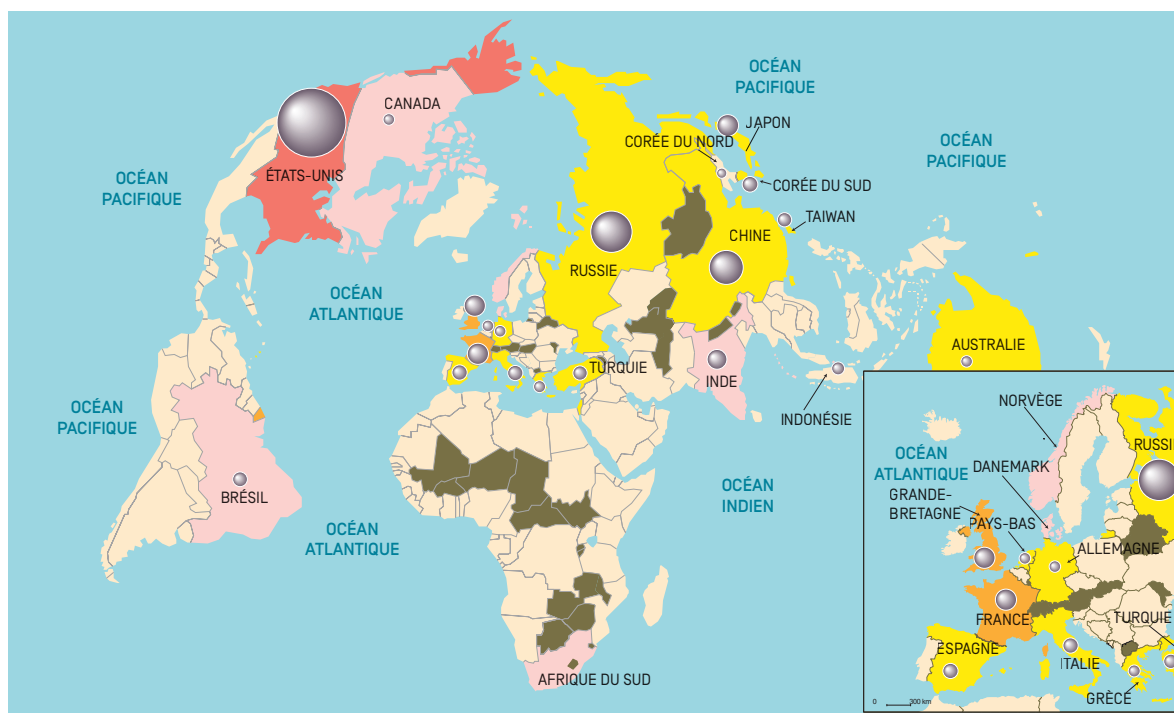 OCÉAN
PACIFIQUE
CANADA
JAPON
CORÉE DU NORD
OCÉAN
PACIFIQUE
OCÉAN
PACIFIQUE
ÉTATS-UNIS
CORÉE DU SUD
TAIWAN
CHINE
RUSSIE
OCÉAN
ATLANTIQUE
AUSTRALIE
TURQUIE
INDE
INDONÉSIE
OCÉAN
PACIFIQUE
BRÉSIL
OCÉAN
INDIEN
OCÉAN
ATLANTIQUE
AFRIQUE DU SUD
NORVÈGE
RUSSI
OCÉAN
ATLANTIQUE
DANEMARK
GRANDE-
BRETAGNE
PAYS-BAS
ALLEMAGNE
FRANCE
TURQUIE
ESPAGNE
ITALIE
GRÈCE
0 300 km